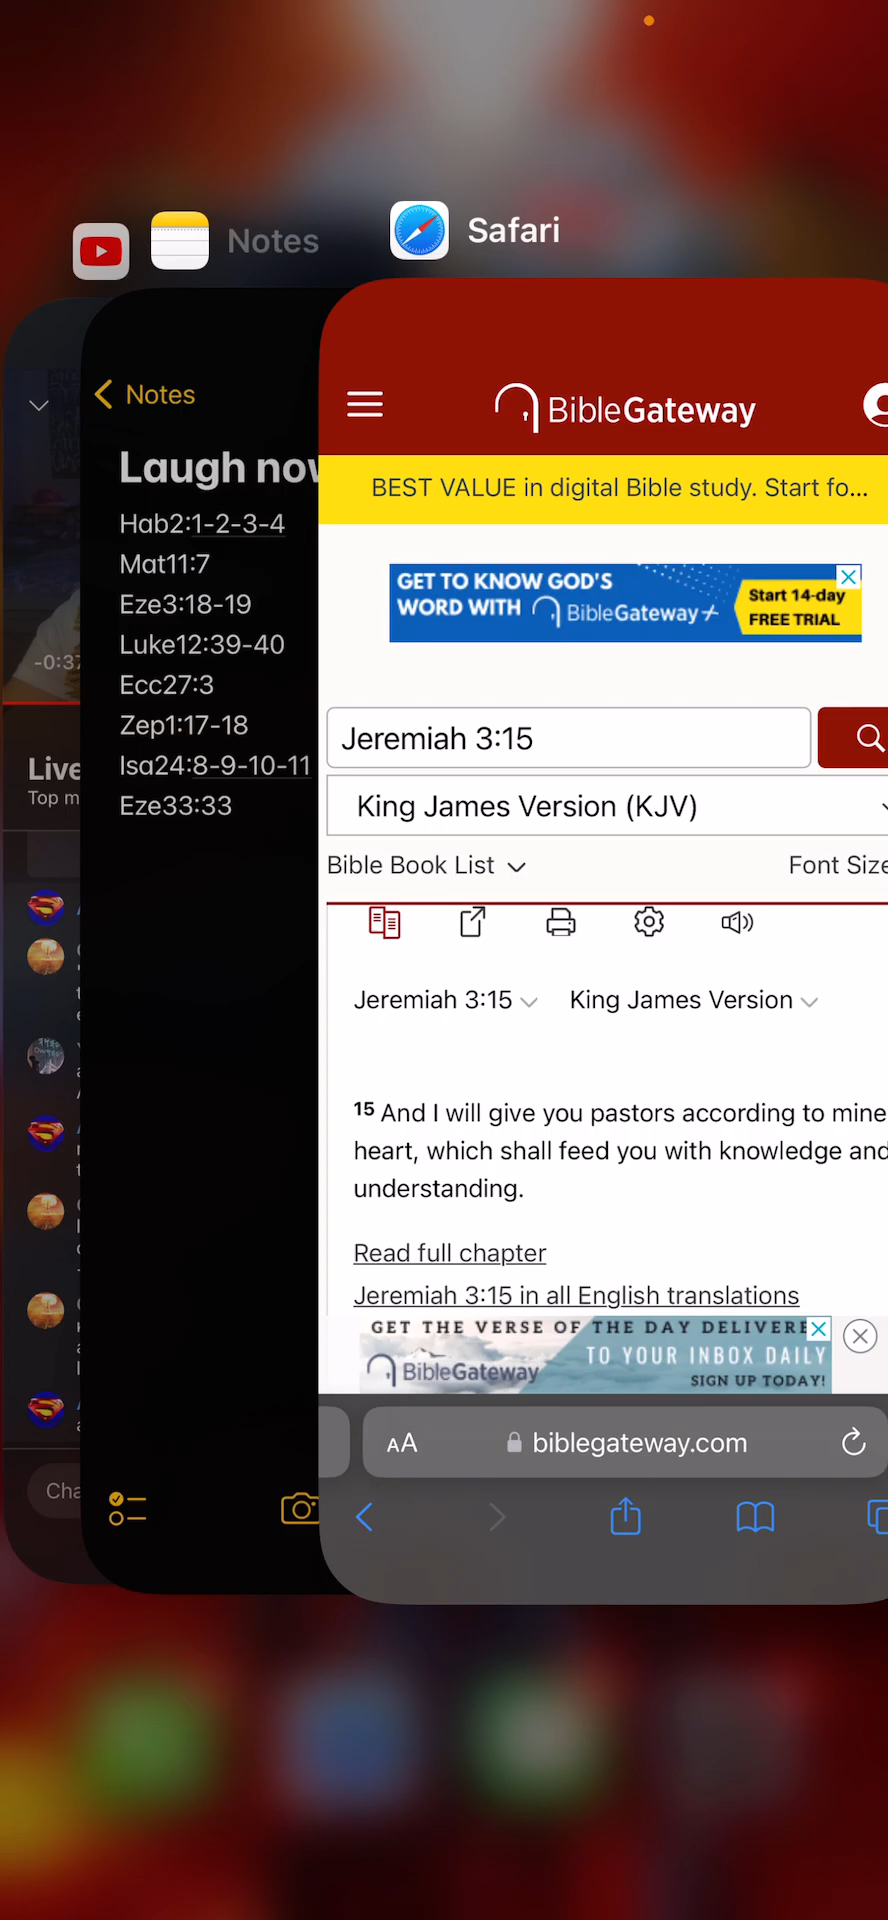 Notes
Safari
Notes
Laugh now
Hab2:1-2-3-4
Mat11:7
Eze3:18-19
Luke12:39-40
Ecc27:3
Zep1:17-18
Isa24:8-9-10-11
Eze33:33
-0:37
Live
Top m
Cha
BibleGateway
BEST VALUE in digital Bible study. Start fo...
GET TO KNOW GOD'S
WORD WITH BibleGateway+
Start 14-day
FREE TRIAL
Jeremiah 3:15
King James Version (KJV)
Bible Book List
Font Size
Jeremiah 3:15 King James Version
15 And I will give you pastors according to mine
heart, which shall feed you with knowledge and
understanding.
Read full chapter
Jeremiah 3:15 in all English translations
GET THE VERSE OF THE DAY DELIVERE
TO YOUR INBOX DAILY
BibleGateway
SIGN UP TODAY!
AA biblegateway.com